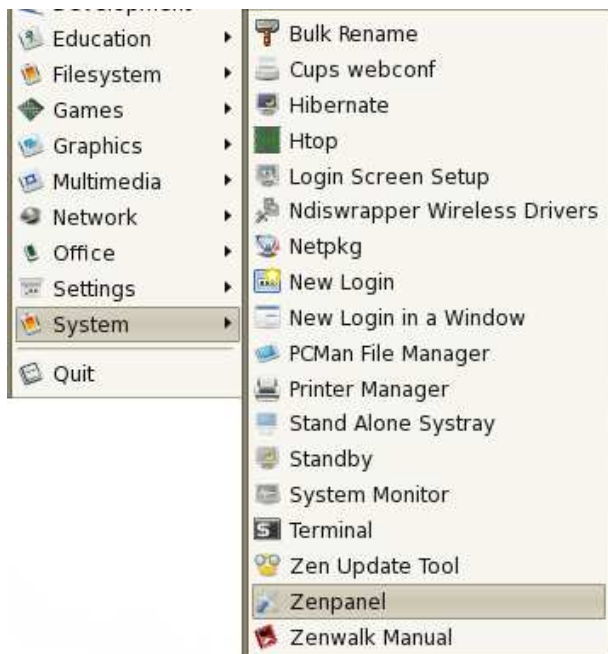 Education
Filesystem
Games
Graphics
Multimedia
Network
Office
Settings
System
Quit
Bulk Rename
Cups webconf
Hibernate
Htop
Login Screen Setup
Ndiswrapper Wireless Drivers
Netpkg
New Login
New Login in a Window
PCMan File Manager
Printer Manager
Stand Alone Systray
Standby
System Monitor
Terminal
Zen Update Tool
Zenpanel
Zenwalk Manual